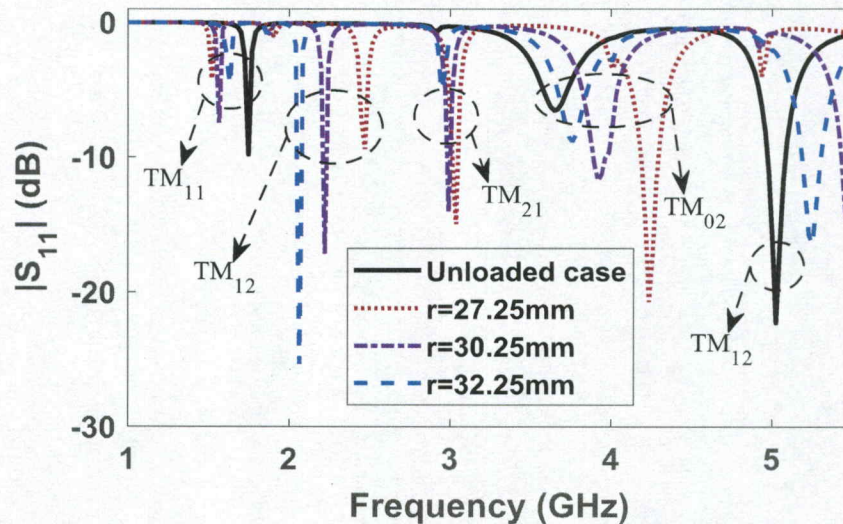 0
-10
-20
-30
|S11| (dB)
TM11
TM12
TM21
TM02
TM12
Unloaded case
r=27.25mm
r=30.25mm
r=32.25mm
1 2 3 4 5
Frequency (GHz)